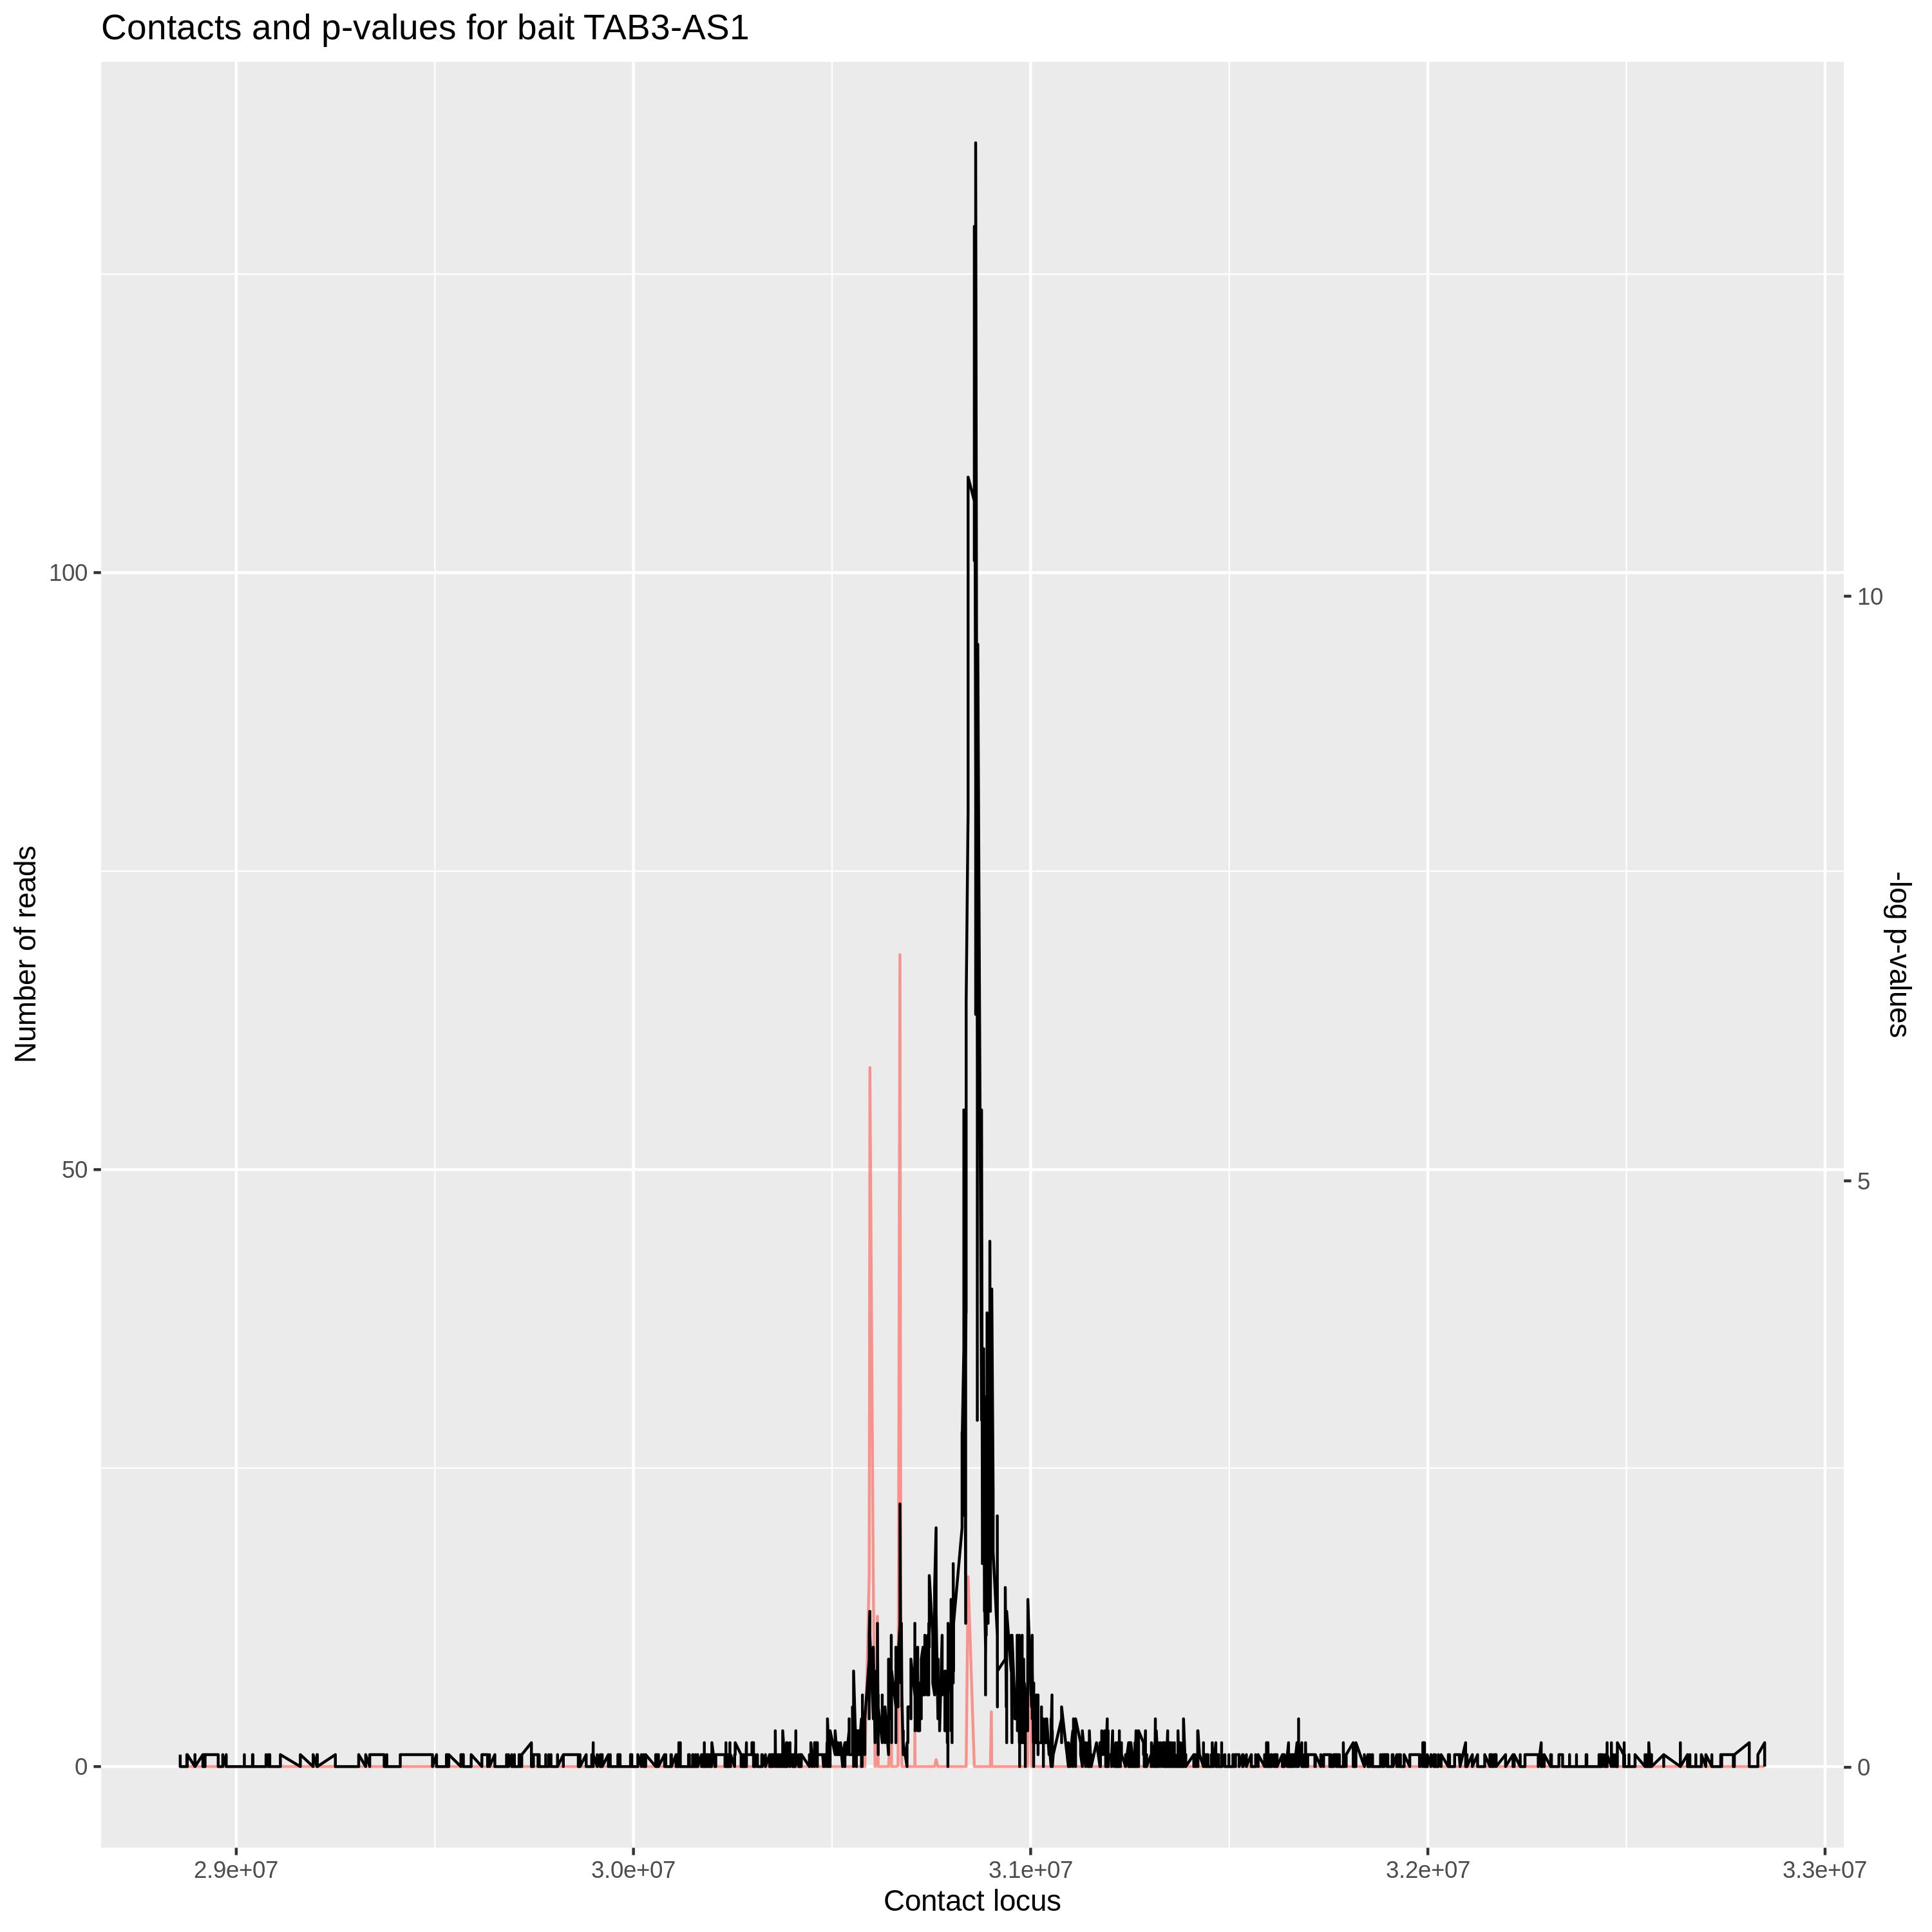 Contacts and p-values for bait TAB3-AS1
Number of reads
100
50
0
10
5
0
-log p-values
2.9e+07
3.0e+07
3.1e+07
3.2e+07
3.3e+07
Contact locus